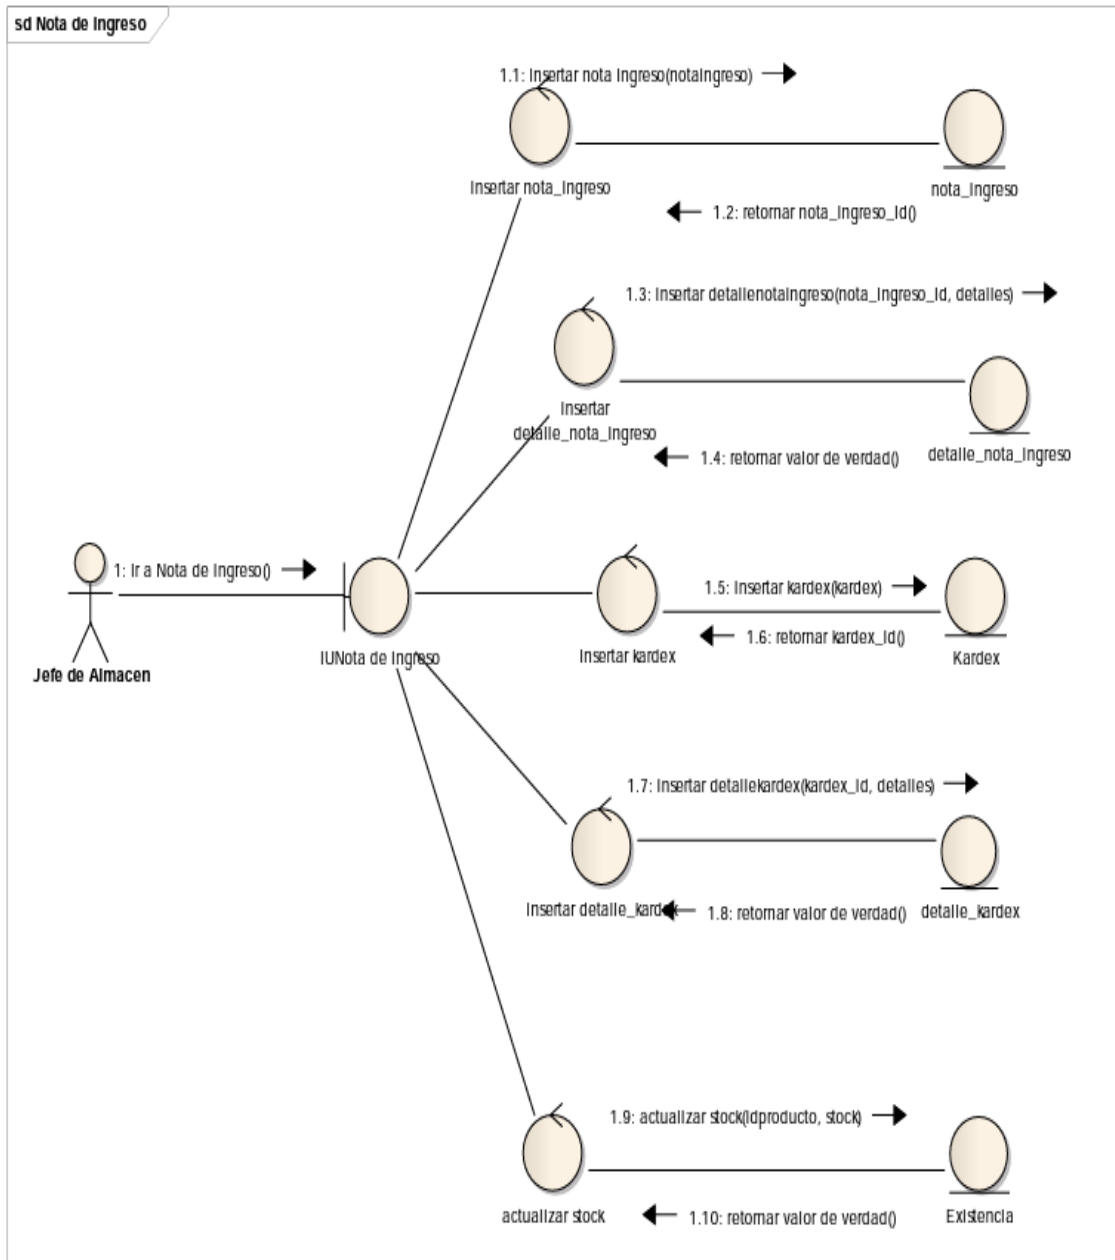 sd Nota de Ingreso
1.1: Insertar nota Ingreso(notaIngreso)
Insertar nota_Ingreso
nota_Ingreso
1.2: retornar nota_Ingreso_Id()
1.3: Insertar detallenotaIngreso(nota_Ingreso_Id, detalles)
Insertar
detalle_nota_Ingreso
detalle_nota_Ingreso
1.4: retornar valor de verdad()
1: Ir a Nota de Ingreso()
Jefe de Almacen
IUNota de Ingreso
1.5: Insertar kardex(kardex)
1.6: retornar kardex_Id()
Insertar kardex
Kardex
1.7: Insertar detallekardex(kardex_Id, detalles)
Insertar detalle_kardex
1.8: retornar valor de verdad()
detalle_kardex
1.9: actualizar stock(Idproducto, stock)
actualizar stock
1.10: retornar valor de verdad()
Existencia